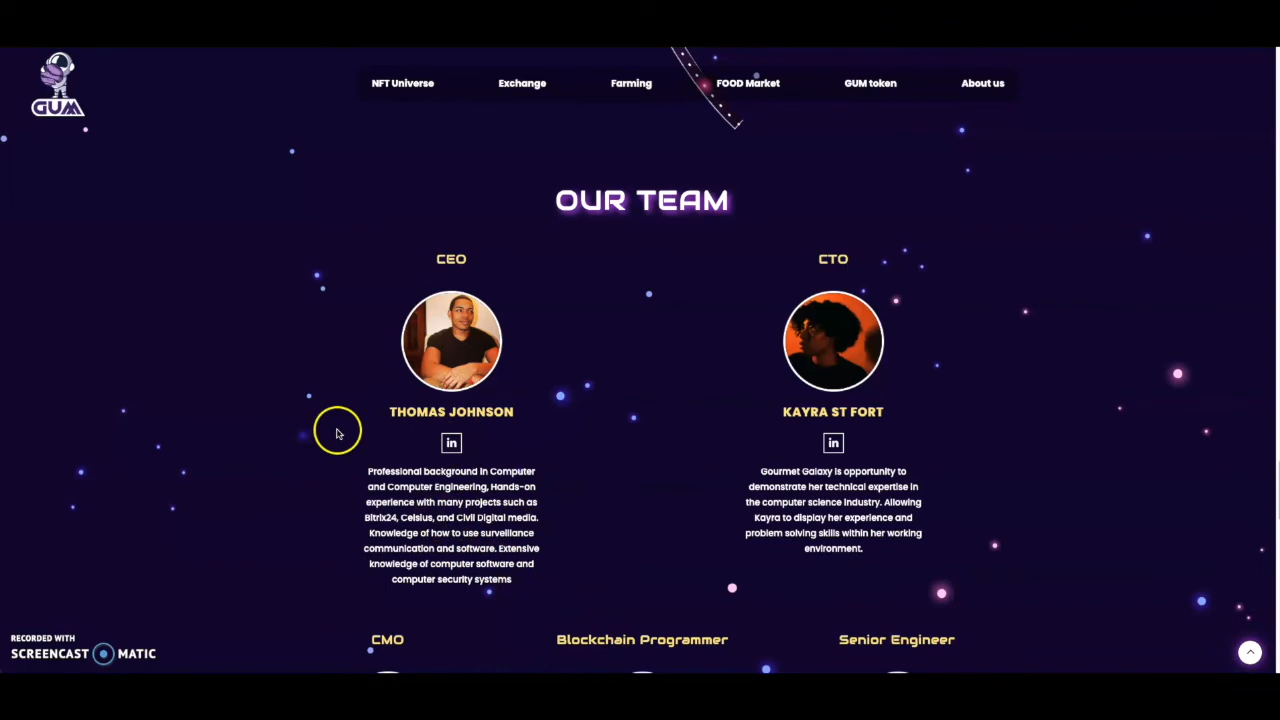 GUM
NFT Universe
Exchange
Farming
FOOD Market
GUM token
About us
OUR TEAM
CEO
CTO
THOMAS JOHNSON
KAYRA ST FORT
in
in
Professional background in Computer
and Computer Engineering, Hands-on
experience with many projects such as
Bitrix24, Celsius, and Civil Digital media.
Knowledge of how to use surveillance
communication and software. Extensive
knowledge of computer software and
computer security systems
Gourmet Galaxy is opportunity to
demonstrate her technical expertise in
the computer science industry. Allowing
Kayra to display her experience and
problem solving skills within her working
environment.
CMO
Blockchain Programmer
Senior Engineer
RECORDED WITH
SCREENCAST MATIC